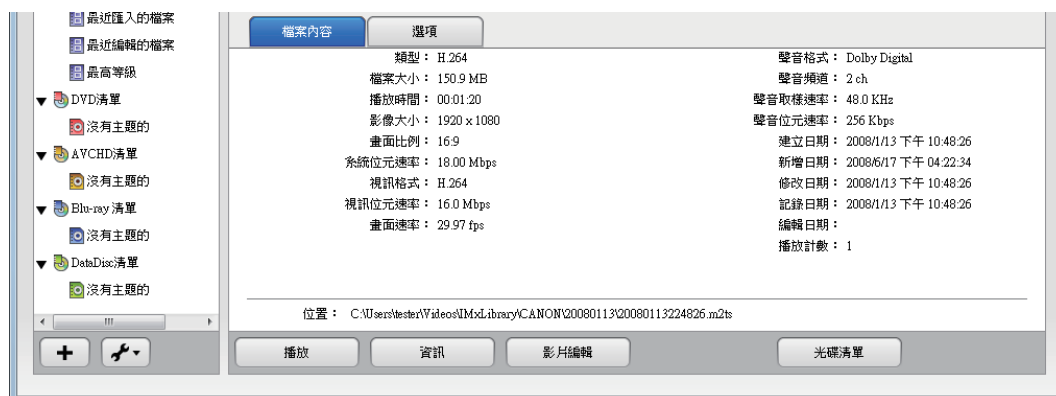 最近匯入的檔案
最近編輯的檔案
最高等級
DVD清單
沒有主題的
AVCHD清單
沒有主題的
Blu-ray 清單
沒有主題的
DataDisc清單
沒有主題的
檔案內容
選項
類型： H.264
檔案大小： 150.9 MB
播放時間： 00:01:20
影像大小： 1920 x 1080
畫面比例： 16:9
系統位元速率： 18.00 Mbps
視訊格式： H.264
視訊位元速率： 16.0 Mbps
畫面速率： 29.97 fps
聲音格式： Dolby Digital
聲音頻道： 2 ch
聲音取樣速率： 48.0 KHz
聲音位元速率： 256 Kbps
建立日期： 2008/1/13 下午 10:48:26
新增日期： 2008/6/17 下午 04:22:34
修改日期： 2008/1/13 下午 10:48:26
記錄日期： 2008/1/13 下午 10:48:26
編輯日期：
播放計數： 1
位置： C:\Users\tester\Videos\IMxLibrary\CANON\20080113\20080113224826.m2ts
播放
資訊
影片編輯
光碟清單